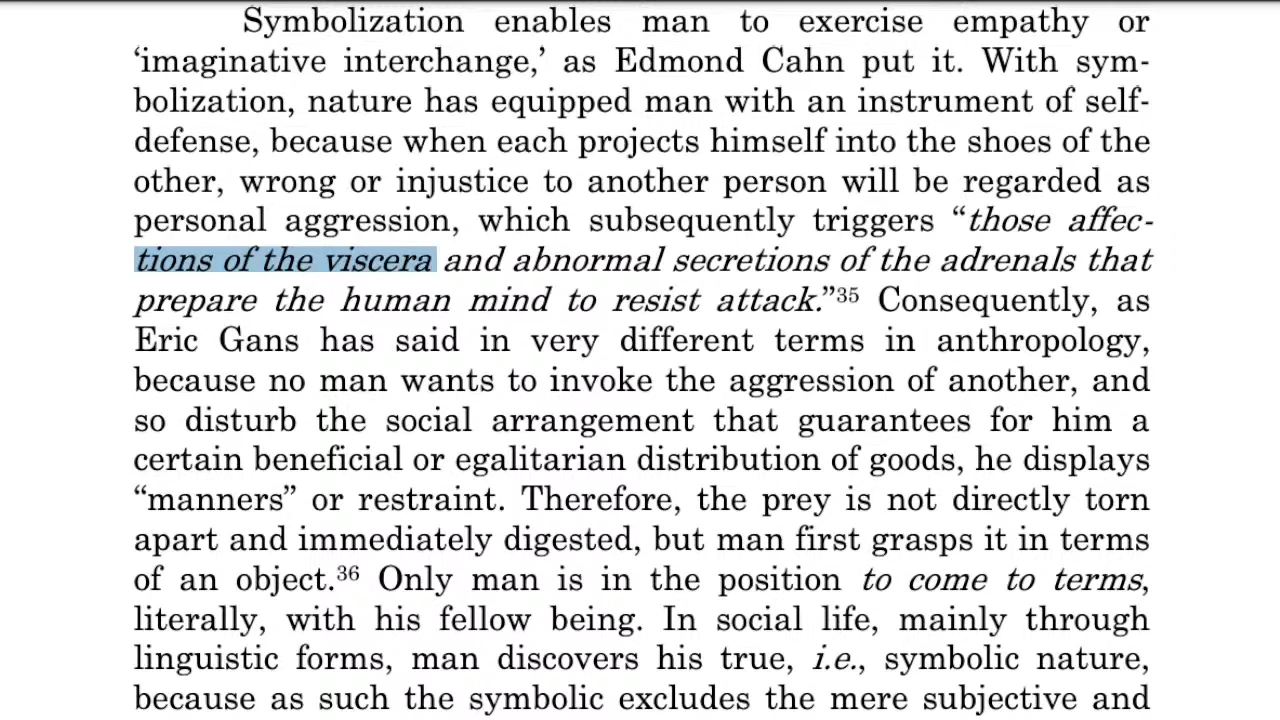 Symbolization enables man to exercise empathy or
‘imaginative interchange,’ as Edmond Cahn put it. With sym-
bolization, nature has equipped man with an instrument of self-
defense, because when each projects himself into the shoes of the
other, wrong or injustice to another person will be regarded as
personal aggression, which subsequently triggers “those affec-
tions of the viscera and abnormal secretions of the adrenals that
prepare the human mind to resist attack.”35 Consequently, as
Eric Gans has said in very different terms in anthropology,
because no man wants to invoke the aggression of another, and
so disturb the social arrangement that guarantees for him a
certain beneficial or egalitarian distribution of goods, he displays
“manners” or restraint. Therefore, the prey is not directly torn
apart and immediately digested, but man first grasps it in terms
of an object.36 Only man is in the position to come to terms,
literally, with his fellow being. In social life, mainly through
linguistic forms, man discovers his true, i.e., symbolic nature,
because as such the symbolic excludes the mere subjective and